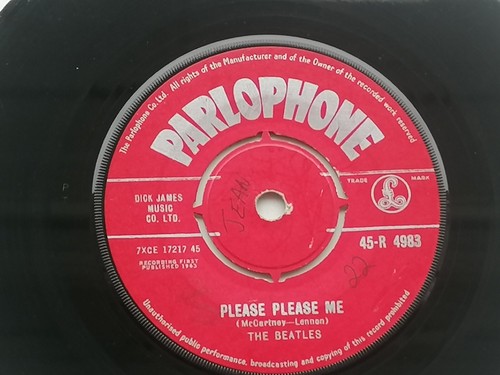 The Parlophone Co. Ltd. All rights of the Manufacturer and of the Owner of the recorded work reserved
PARLOPHONE
DICK JAMES
MUSIC
CO. LTD.
TRADE MARK
£
JEAN
7XCE 17217 45
RECORDING FIRST
PUBLISHED 1963
45-R 4983
22
PLEASE PLEASE ME
(McCartney—Lennon)
THE BEATLES
Unauthorised public performance, broadcasting and copying of this record prohibited